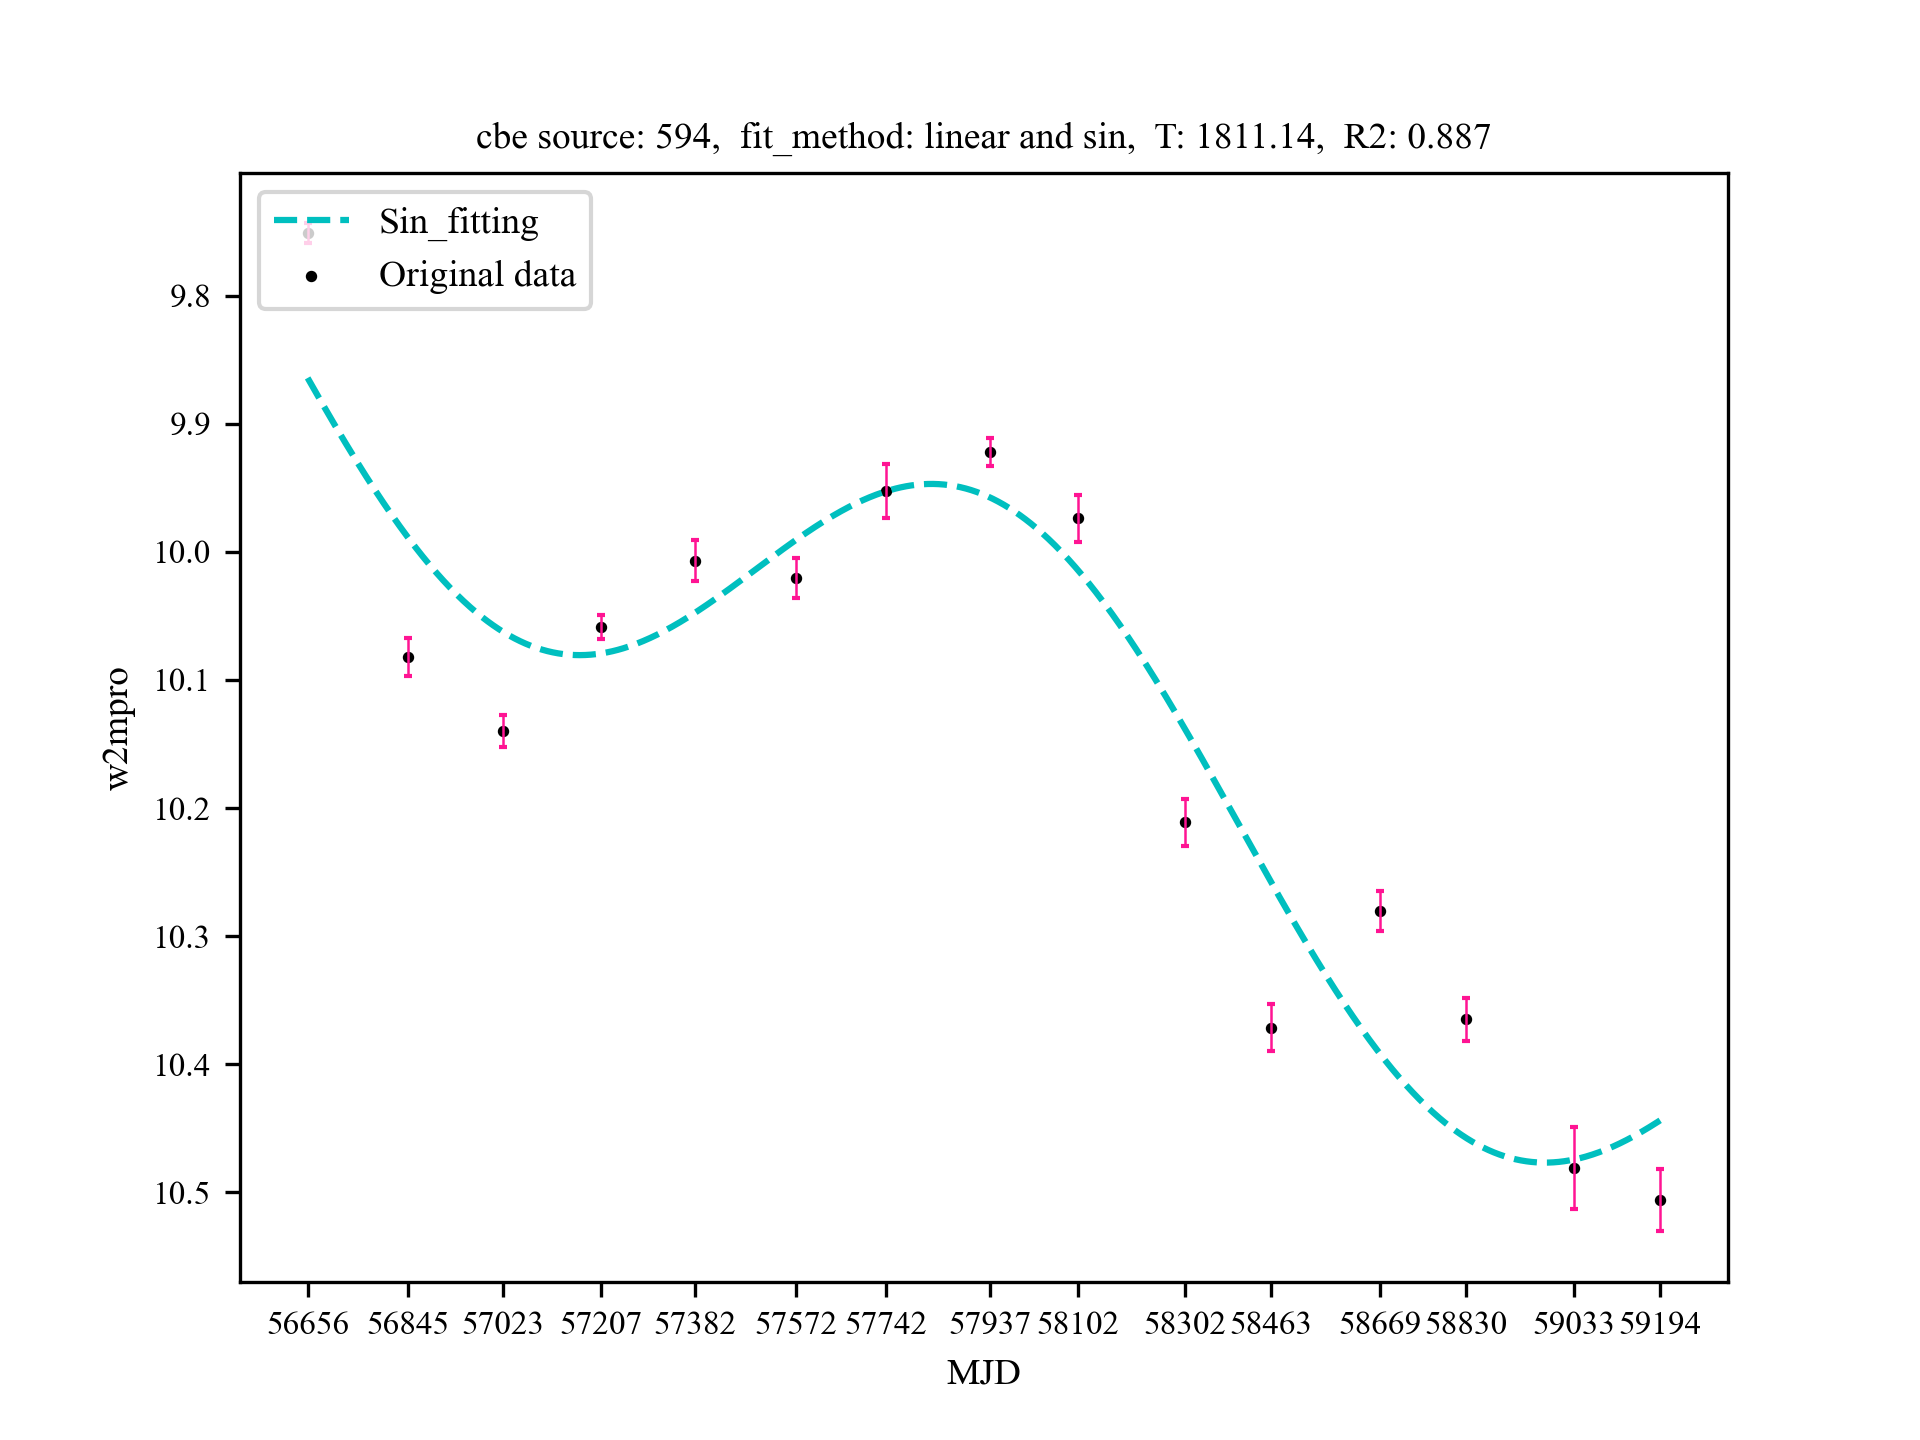 cbe source: 594,  fit_method: linear and sin,  T: 1811.14,  R2: 0.887
Sin_fitting
Original data
9.8
9.9
10.0
10.1
10.2
10.3
10.4
10.5
w2mpro
56656 56845 57023 57207 57382 57572 57742 57937 58102 58302 58463 58669 58830 59033 59194
MJD